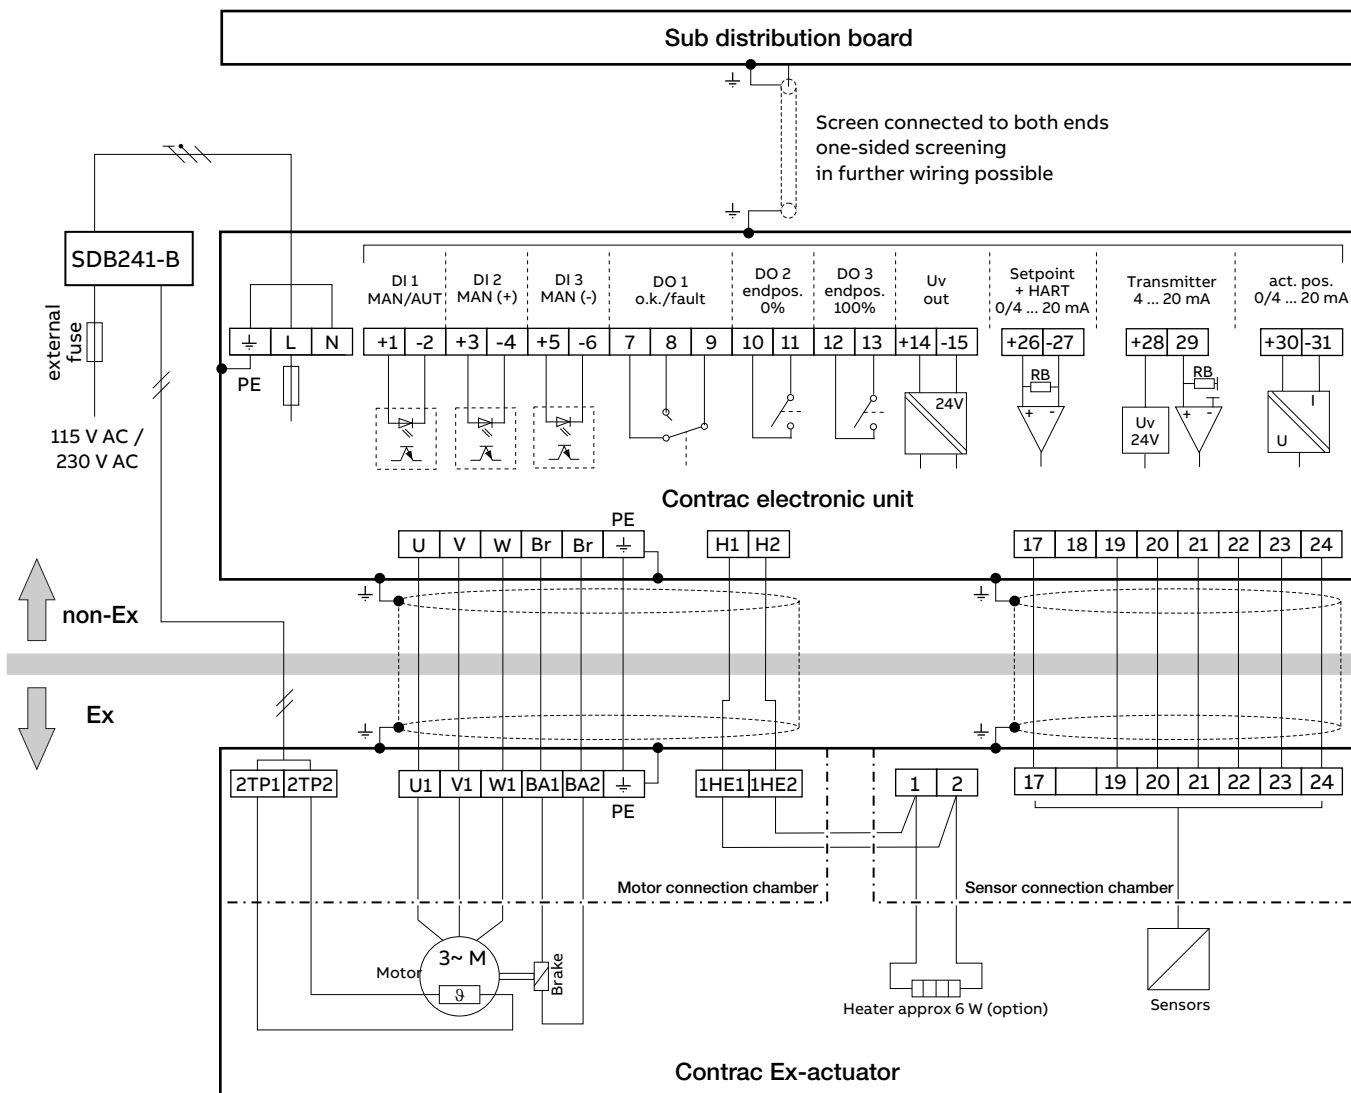 Sub distribution board
Screen connected to both ends
one-sided screening
in further wiring possible
SDB241-B
external
fuse
115 V AC /
230 V AC
DI 1
MAN/AUT
DI 2
MAN (+)
DI 3
MAN (-)
DO 1
o.k./fault
DO 2
endpos.
0%
DO 3
endpos.
100%
Uv
out
Setpoint
+ HART
0/4 ... 20 mA
Transmitter
4 ... 20 mA
act. pos.
0/4 ... 20 mA
L N +1 -2 +3 -4 +5 -6 7 8 9 10 11 12 13 +14 -15 +26 -27 +28 29 +30 -31
PE
RB
RB
24V
+ -
Uv
24V
+ -
I
U
Contrac electronic unit
PE
U V W Br Br H1 H2 17 18 19 20 21 22 23 24
non-Ex
Ex
2TP1 2TP2 U1 V1 W1 BA1 BA2 1HE1 1HE2 1 2 17 19 20 21 22 23 24
PE
Motor connection chamber
Sensor connection chamber
3~ M
Motor
ϑ
Brake
Heater approx 6 W (option)
Sensors
Contrac Ex-actuator